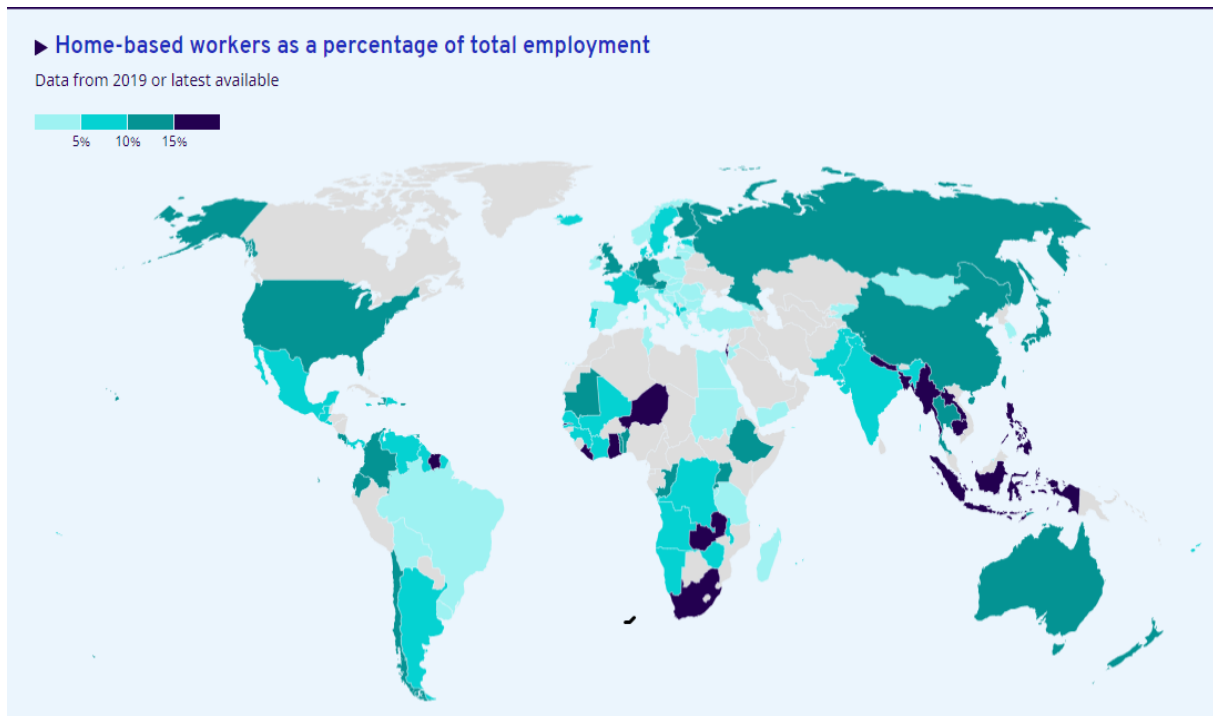 Home-based workers as a percentage of total employment
Data from 2019 or latest available
5% 10% 15%